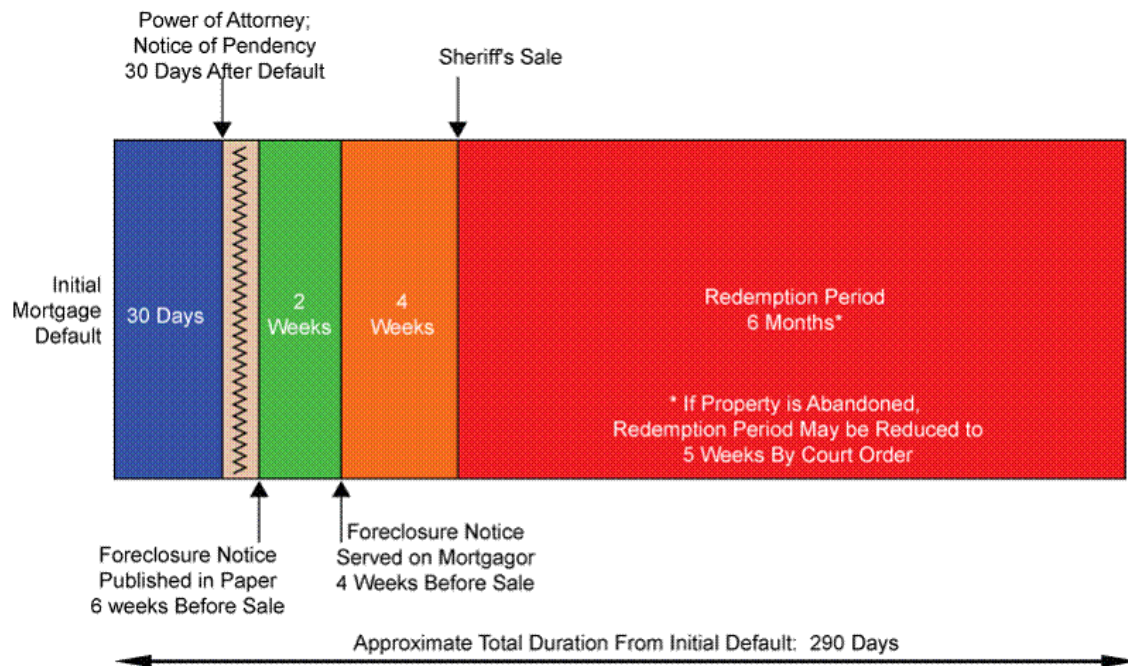 Power of Attorney;
Notice of Pendency
30 Days After Default
Sheriff's Sale
Initial
Mortgage
Default
30 Days
2
Weeks
4
Weeks
Redemption Period
6 Months*
* If Property is Abandoned,
Redemption Period May be Reduced to
5 Weeks By Court Order
Foreclosure Notice
Published in Paper
6 weeks Before Sale
Foreclosure Notice
Served on Mortgagor
4 Weeks Before Sale
Approximate Total Duration From Initial Default: 290 Days